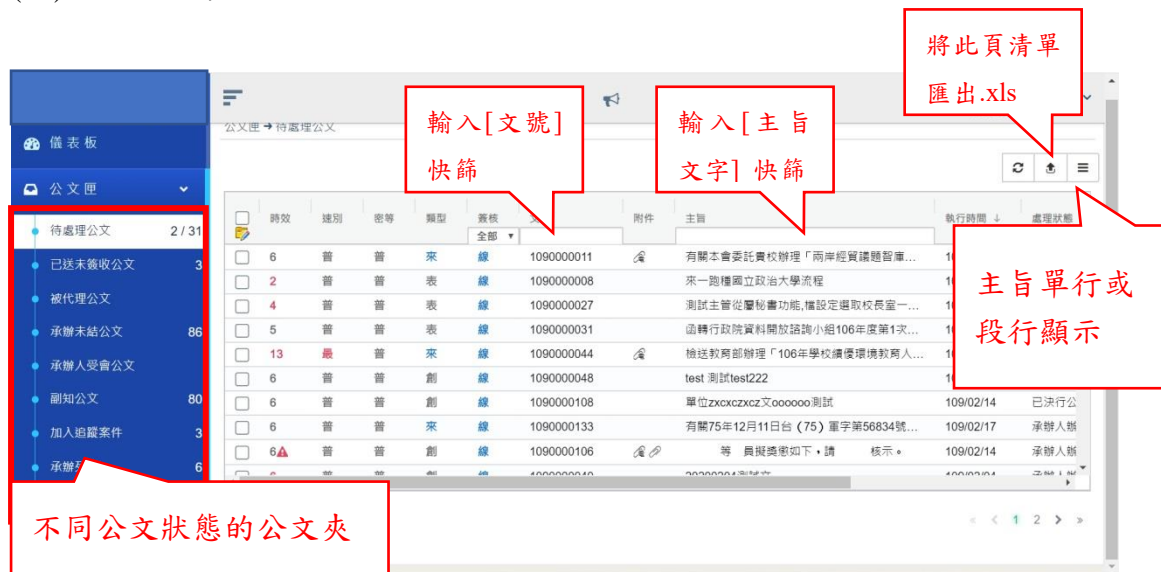 將此頁清單
匯出.xls
輸入[文號]
快篩
輸入[主旨
文字] 快篩
公文匣 ➔ 待處理公文
儀表板
公文匣
待處理公文 2 / 31
已送未簽收公文 3
被代理公文
承辦未結公文 86
承辦人受會公文
副知公文 80
加入追蹤案件 3
承辦 6
時效 速別 密等 類型 簽核 附件 主旨 執行時間 ↓ 處理狀態
全部
6 普 普 來 線 1090000011 有關本會委託貴校辦理「兩岸經貿議題智庫...
2 普 普 表 線 1090000008 來一跑種國立政治大學流程
4 普 普 表 線 1090000027 測試主管從屬秘書功能,檔設定選取校長室一...
5 普 普 表 線 1090000031 函轉行政院資料開放諮詢小組106年度第1次...
13 最 普 來 線 1090000044 檢送教育部辦理「106年學校績優環境教育人...
6 普 普 創 線 1090000048 test 測試test222
6 普 普 創 線 1090000108 單位zxcxczxcz文oooooo測試 109/02/14 已決行公
6 普 普 來 線 1090000133 有關75年12月11日台（75）軍字第56834號... 109/02/17 承辦人辦
6 普 普 創 線 1090000106 等 員擬獎懲如下，請 核示。 109/02/14 承辦人辦
主旨單行或
段行顯示
不同公文狀態的公文夾
« < 1 2 > »